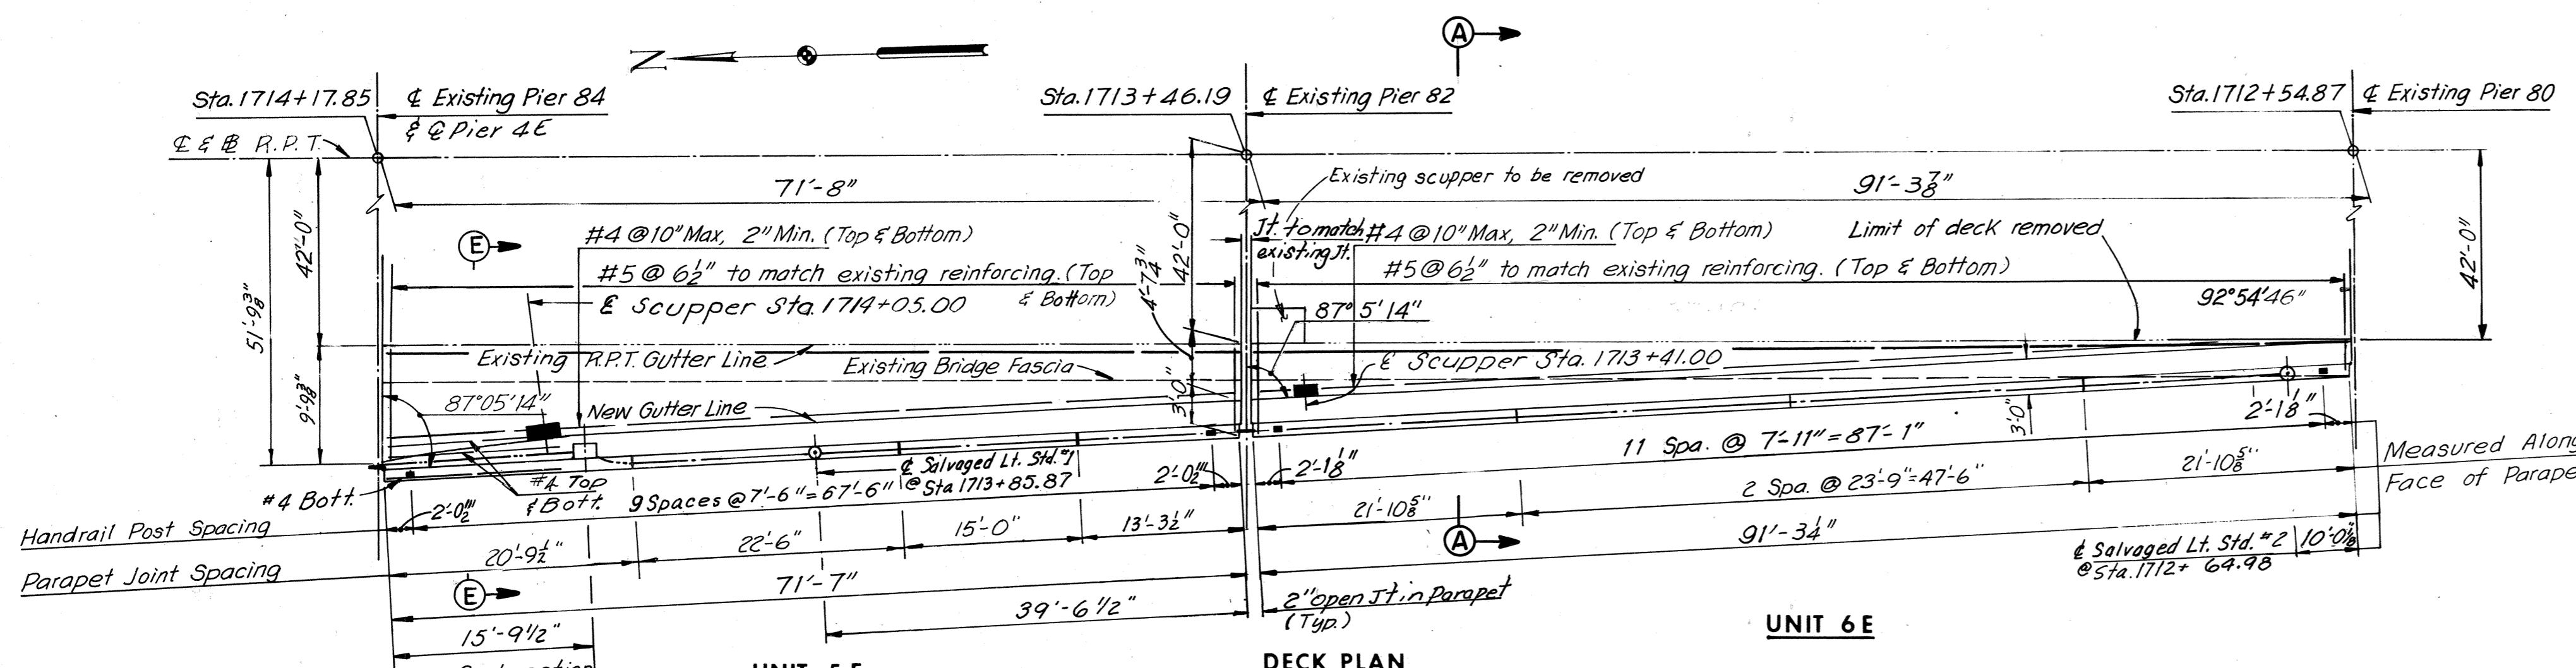 N
A
Sta. 1714+17.85
℄ Existing Pier 84
& ℄ Pier 4E
Sta. 1713+46.19
℄ Existing Pier 82
Sta. 1712+54.87
℄ Existing Pier 80
℄ & B R.P.T.
71'-8"
Existing scupper to be removed
91'-3 7/8"
51'-9 3/8"
42'-0"
9'-9 3/8"
E
#4 @ 10" Max, 2" Min. (Top & Bottom)
#5 @ 6 1/2" to match existing reinforcing. (Top
& Bottom)
℄ Scupper Sta. 1714+05.00
42'-0"
4'-7 3/4"
3'-0"
Jt. to match
existing Jt.
#4 @ 10" Max, 2" Min. (Top & Bottom)
Limit of deck removed
#5 @ 6 1/2" to match existing reinforcing. (Top & Bottom)
87° 5' 14"
92° 54' 46"
42'-0"
Existing R.P.T. Gutter Line
Existing Bridge Fascia
℄ Scupper Sta. 1713+41.00
87° 05' 14"
New Gutter Line
3'-0"
2'-1 1/8"
11 Spa. @ 7'-11" = 87'-1"
#4 Bott.
#4 Top
& Bott.
℄ Salvaged Lt. Std. #1
@ Sta 1713+85.87
2'-0 1/2"
2'-1 1/8"
Measured Along
Face of
Handrail Post Spacing
2'-0 1/2"
9 Spaces @ 7'-6" = 67'-6"
2 Spa. @ 23'-9" = 47'-6"
21'-10 5/8"
Parapet Joint Spacing
20'-9 1/2"
22'-6"
15'-0"
13'-3 1/2"
21'-10 5/8"
A
91'-3 1/4"
℄ Salvaged Lt. Std. #2
@ Sta. 1712+ 64.98
10'-0 1/8"
E
71'-7"
39'-6 1/2"
2" open Jt in Parapet
(Typ.)
UNIT 6E
15'-9 1/2"
DECK PLAN